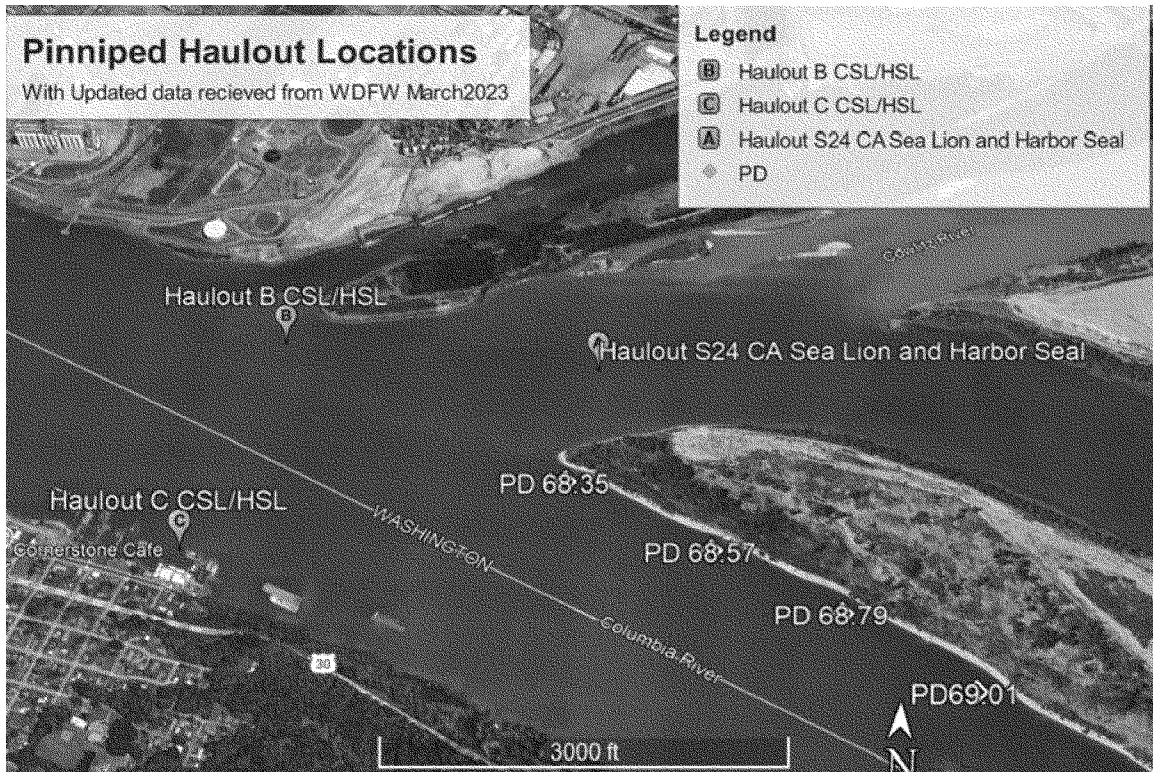 Pinniped Haulout Locations
With Updated data recieved from WDFW March2023
Legend
B Haulout B CSL/HSL
C Haulout C CSL/HSL
A Haulout S24 CA Sea Lion and Harbor Seal
PD
Cowlitz River
Haulout B CSL/HSL
B
Haulout S24 CA Sea Lion and Harbor Seal
PD 68.35
Haulout C CSL/HSL
C
Cornerstone Cafe
WASHINGTON
PD 68.57
PD 68.79
Columbia River
30
PD69.01
3000 ft
N